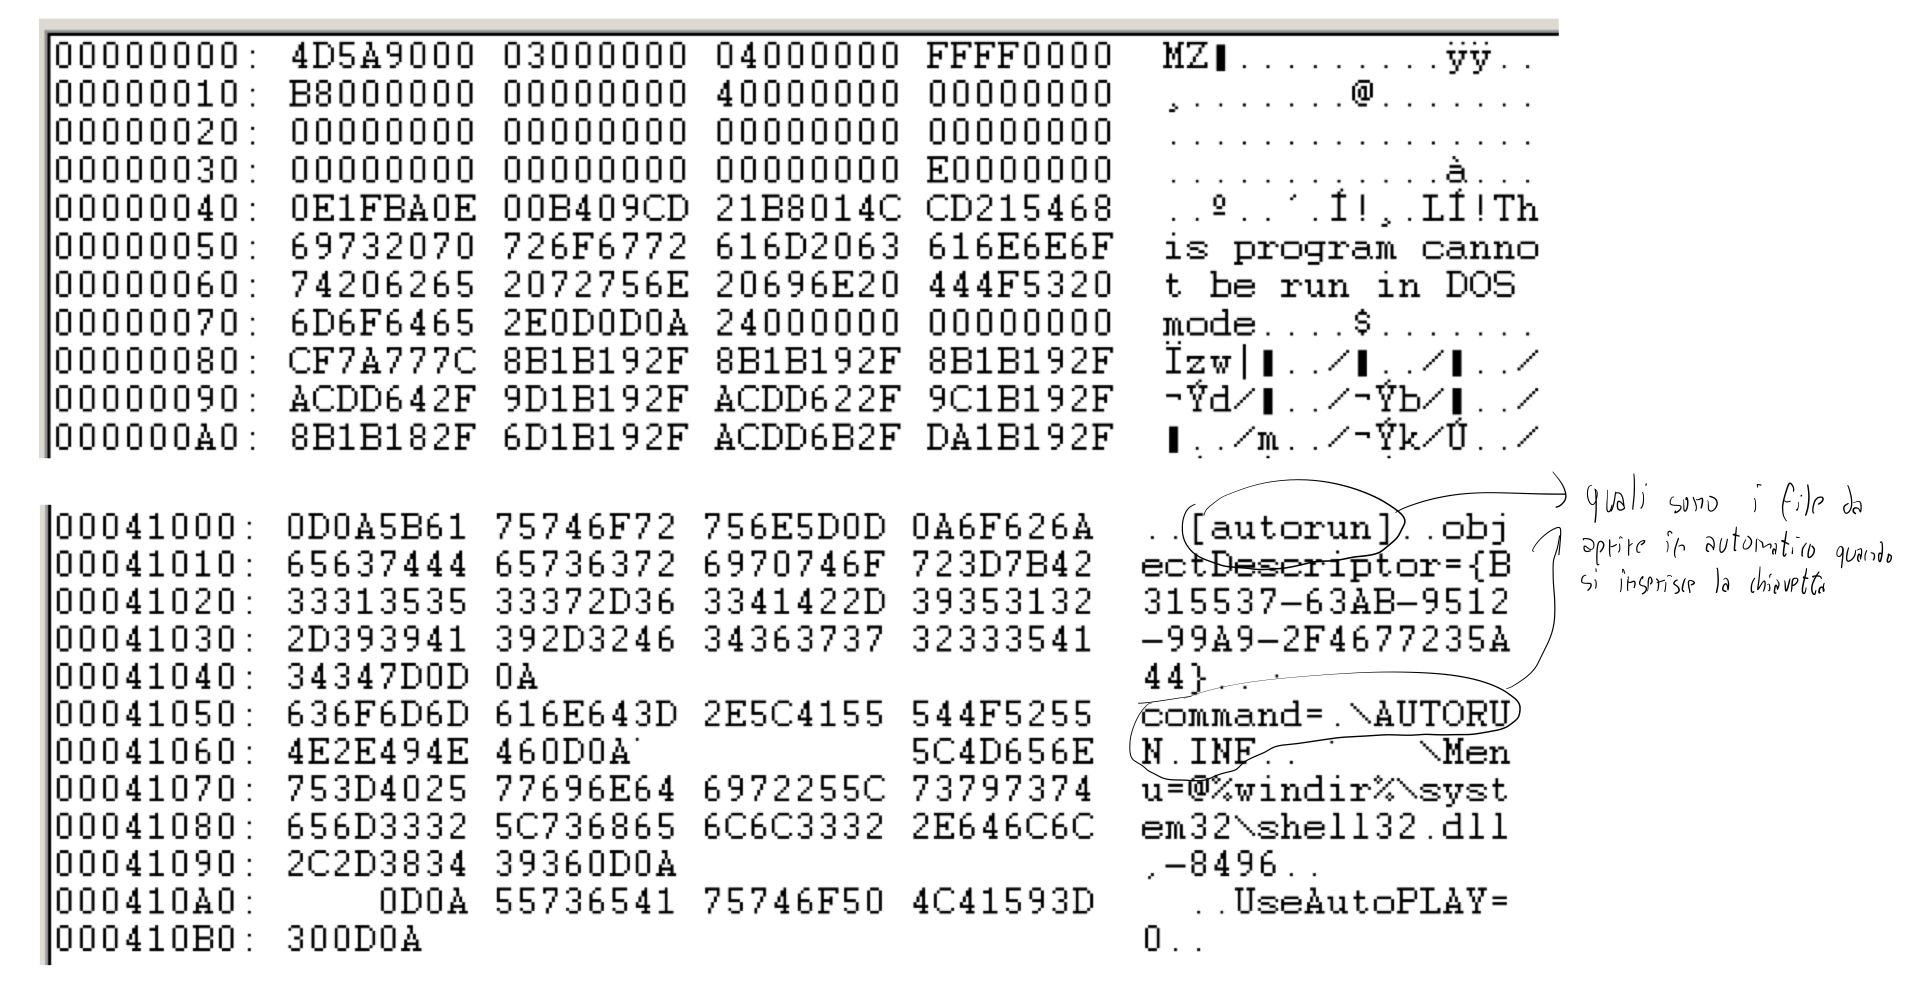 00000000: 4D5A9000 03000000 04000000 FFFF0000 MZ▮.........ÿÿ..
00000010: B8000000 00000000 40000000 00000000 ¸.......@.......
00000020: 00000000 00000000 00000000 00000000 ................
00000030: 00000000 00000000 00000000 E0000000 ............à...
00000040: 0E1FBA0E 00B409CD 21B8014C CD215468 ..º..´.Í!¸.LÍ!Th
00000050: 69732070 726F6772 616D2063 616E6E6F is program canno
00000060: 74206265 2072756E 20696E20 444F5320 t be run in DOS
00000070: 6D6F6465 2E0D0D0A 24000000 00000000 mode....$.......
00000080: CF7A777C 8B1B192F 8B1B192F 8B1B192F Ïzw|▮../▮../▮../
00000090: ACDD642F 9D1B192F ACDD622F 9C1B192F ¬Ýd/▮../¬Ýb/▮../
000000A0: 8B1B182F 6D1B192F ACDD6B2F DA1B192F ▮../m../¬Ýk/Ú../
00041000: 0D0A5B61 75746F72 756E5D0D 0A6F626A ..[autorun]..obj
00041010: 65637444 65736372 6970746F 723D7B42 ectDescriptor={B
00041020: 33313535 33372D36 3341422D 39353132 315537-63AB-9512
00041030: 2D393941 392D3246 34363737 32333541 -99A9-2F4677235A
00041040: 34347D0D 0A 44}...
00041050: 636F6D6D 616E643D 2E5C4155 544F5255 command=.\AUTORU
00041060: 4E2E494E 460D0A 5C4D656E N.INF.. \Men
00041070: 753D4025 77696E64 6972255C 73797374 u=@%windir%\syst
00041080: 656D3332 5C736865 6C6C3332 2E646C6C em32\shell32.dll
00041090: 2C2D3834 39360D0A ,-8496..
000410A0: 0D0A 55736541 75746F50 4C41593D ..UseAutoPLAY=
000410B0: 300D0A 0..
quali sono i file da
aprire in automatico quando
si inserisce la chiavetta